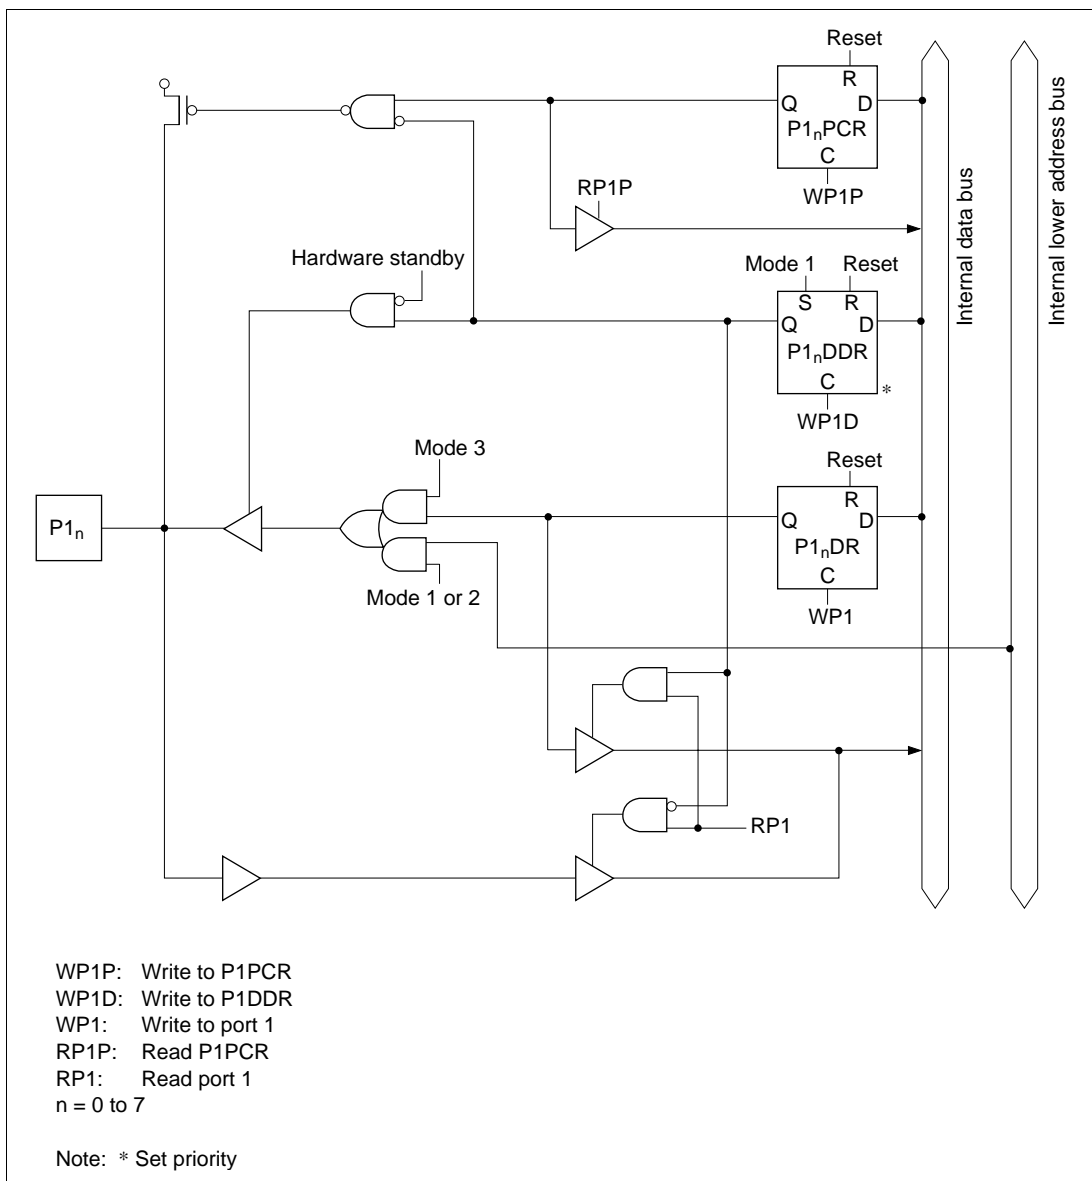 Reset
R
Q D
P1nPCR
C
WP1P
RP1P
Hardware standby
Mode 1 Reset
S R
Q D
P1nDDR
C
*
WP1D
Mode 3
Reset
R
Q D
P1nDR
C
WP1
P1n
Mode 1 or 2
RP1
Internal data bus
Internal lower address bus
WP1P: Write to P1PCR
WP1D: Write to P1DDR
WP1: Write to port 1
RP1P: Read P1PCR
RP1: Read port 1
n = 0 to 7
Note: * Set priority